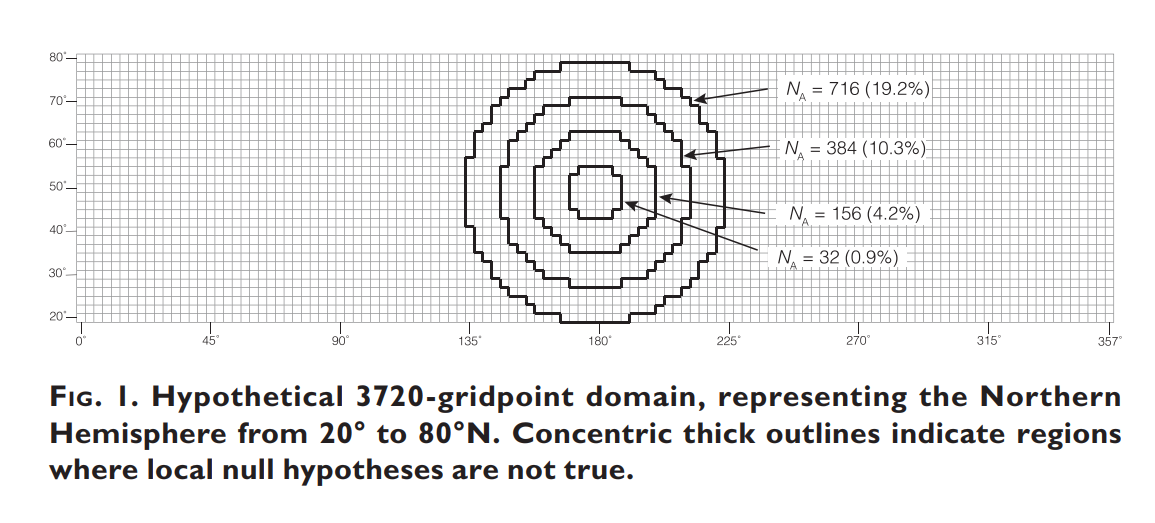 80°
70°
60°
50°
40°
30°
20°
N_A = 716 (19.2%)
N_A = 384 (10.3%)
N_A = 156 (4.2%)
N_A = 32 (0.9%)
0° 45° 90° 135° 180° 225° 270° 315° 357°
FIG. 1. Hypothetical 3720-gridpoint domain, representing the Northern
Hemisphere from 20° to 80°N. Concentric thick outlines indicate regions
where local null hypotheses are not true.